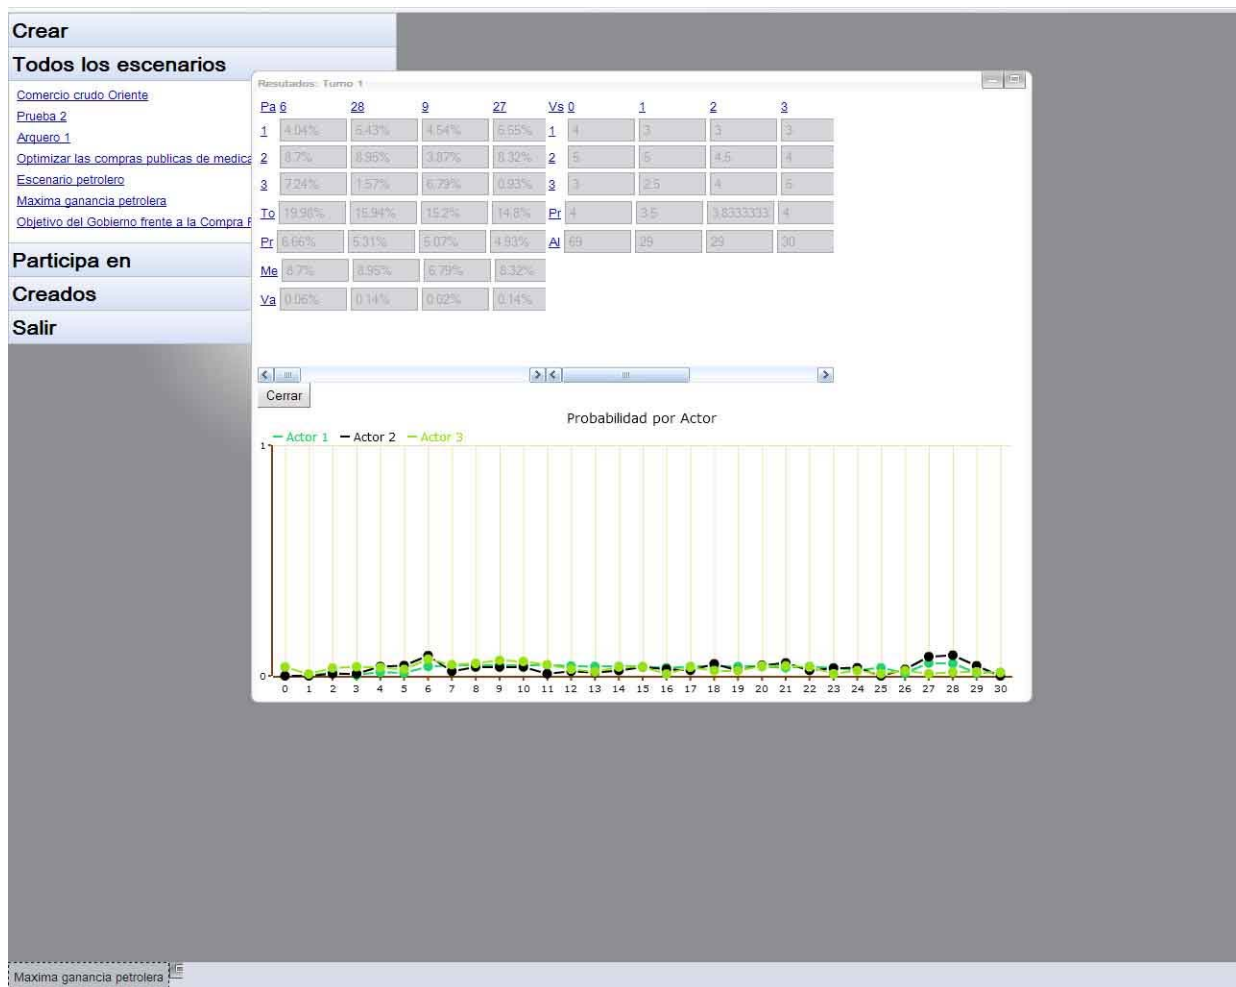 Crear
Todos los escenarios
Comercio crudo Oriente
Prueba 2
Arquero 1
Optimizar las compras publicas de medica
Escenario petrolero
Maxima ganancia petrolera
Objetivo del Gobierno frente a la Compra
Participa en
Creados
Salir
Resultados: Turno 1
Pa 6 28 9 27 Vs 0 1 2 3
1 4.04% 4.54% 1 4 3 3 3
2 8.7% 8.95% 3.87% 8.32% 2 5 5 4.5 4
3 7.24% 1.57% 6.79% 0.93% 3 3 2.5 4 5
To 19.98% 15.94% 15.2% 14.8% Pr 4 3.5 3.8333333 4
Pr 6.66% 5.31% 5.07% 4.93% Al 69 29 29 30
Me 8.7% 8.95% 6.79% 8.32%
Va 0.06% 0.14% 0.02% 0.14%
Cerrar
Probabilidad por Actor
Actor 1 Actor 2 Actor 3
1
0
0 1 2 3 4 5 6 7 8 9 10 11 12 13 14 15 16 17 18 19 20 21 22 23 24 25 26 27 28 29 30
Maxima ganancia petrolera